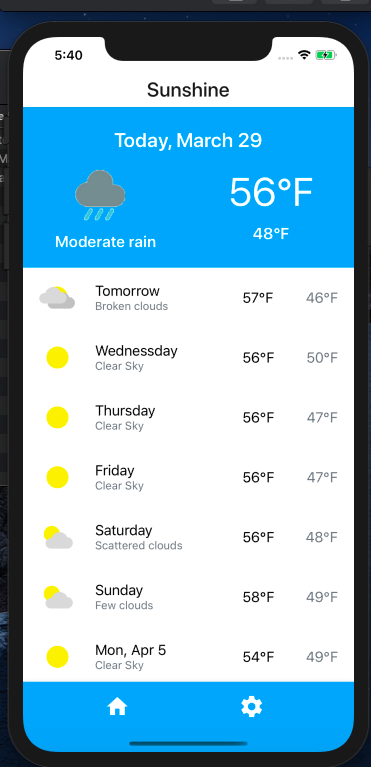 5:40
Sunshine
Today, March 29
56°F
48°F
Moderate rain
Tomorrow 57°F 46°F
Broken clouds
Wednessday 56°F 50°F
Clear Sky
Thursday 56°F 47°F
Clear Sky
Friday 56°F 47°F
Clear Sky
Saturday 56°F 48°F
Scattered clouds
Sunday 58°F 49°F
Few clouds
Mon, Apr 5 54°F 49°F
Clear Sky